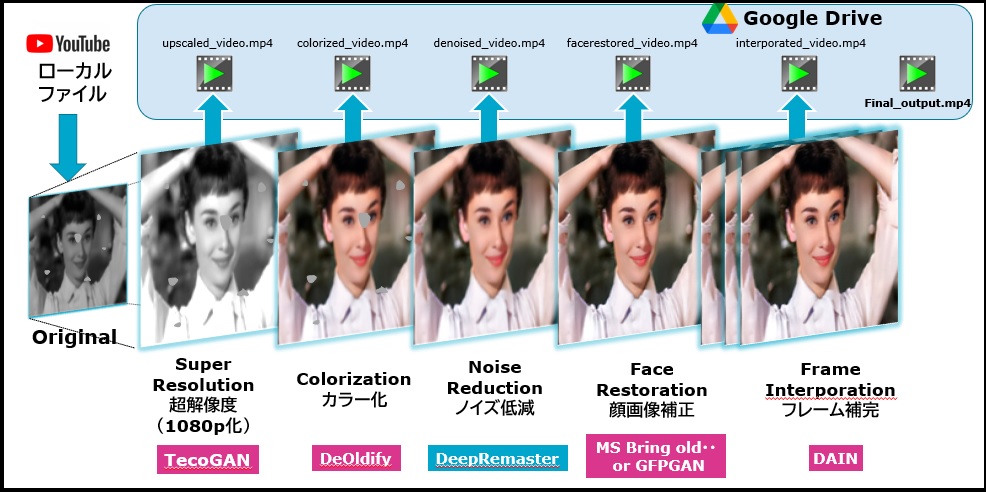 YouTube
ローカル
ファイル
Google Drive
upscaled_video.mp4
colorized_video.mp4
denoised_video.mp4
facerestored_video.mp4
interporated_video.mp4
Final_output.mp4
Original
Super
Resolution
超解像度
（1080p化）
TecoGAN
Colorization
カラー化
DeOldify
Noise
Reduction
ノイズ低減
DeepRemaster
Face
Restoration
顔画像補正
MS Bring old‥
or GFPGAN
Frame
Interporation
フレーム補完
DAIN